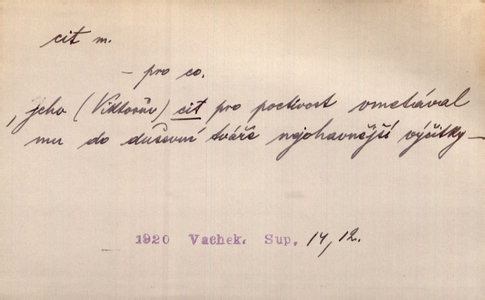 cit m.
– pro co.
, jeho (Viktorův) cit pro poctivost vmetával
mu do duševní tváře nejohavnější výčitky –
1920 Vachek. Sup, 14,12.